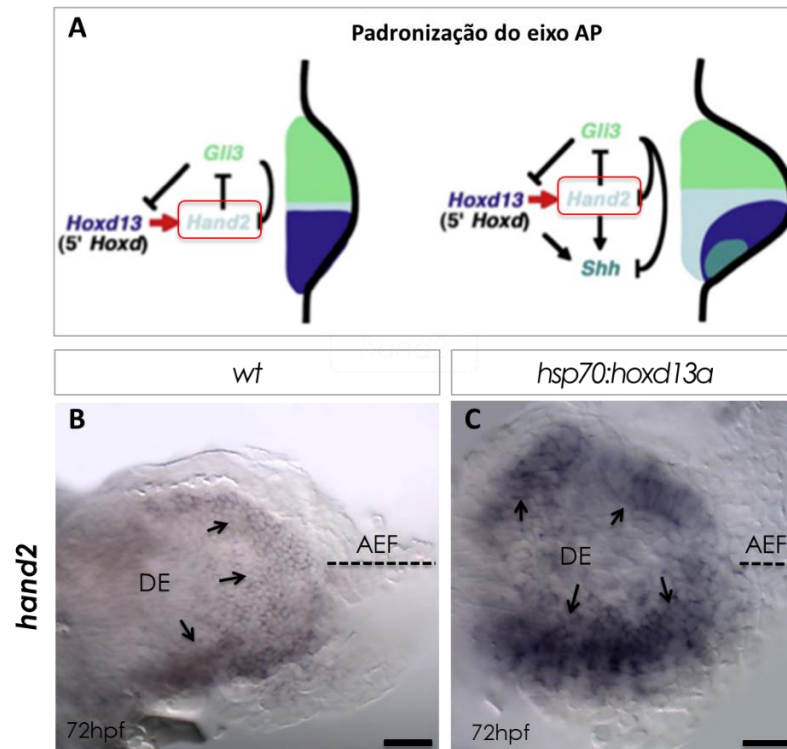 A
Padronização do eixo AP
Gli3
Hoxd13
Hand2
(5' Hoxd)
Gli3
Hoxd13
Hand2
(5' Hoxd)
Shh
wt
hsp70:hoxd13a
hand2
B
AEF
DE
72hpf
C
AEF
DE
72hpf